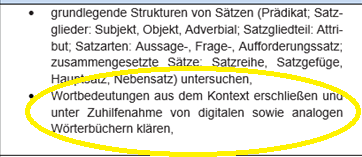 • grundlegende Strukturen von Sätzen (Prädikat; Satz-
glieder: Subjekt, Objekt, Adverbial; Satzgliedteil: Attri-
but; Satzarten: Aussage-, Frage-, Aufforderungssatz;
zusammengesetzte Sätze: Satzreihe, Satzgefüge,
Hauptsatz, Nebensatz) untersuchen,
• Wortbedeutungen aus dem Kontext erschließen und
unter Zuhilfenahme von digitalen sowie analogen
Wörterbüchern klären,